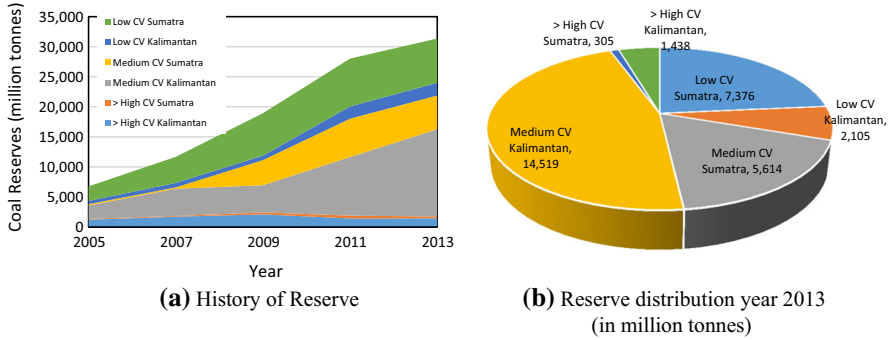 Coal Reserves (million tonnes)
35,000
30,000
25,000
20,000
15,000
10,000
5,000
0
Low CV Sumatra
Low CV Kalimantan
Medium CV Sumatra
Medium CV Kalimantan
> High CV Sumatra
> High CV Kalimantan
2005
2007
2009
2011
2013
Year
(a) History of Reserve
> High CV
Sumatra, 305
> High CV
Kalimantan,
1,438
Low CV
Sumatra, 7,376
Low CV
Kalimantan,
2,105
Medium CV
Sumatra, 5,614
Medium CV
Kalimantan,
14,519
(b) Reserve distribution year 2013
(in million tonnes)